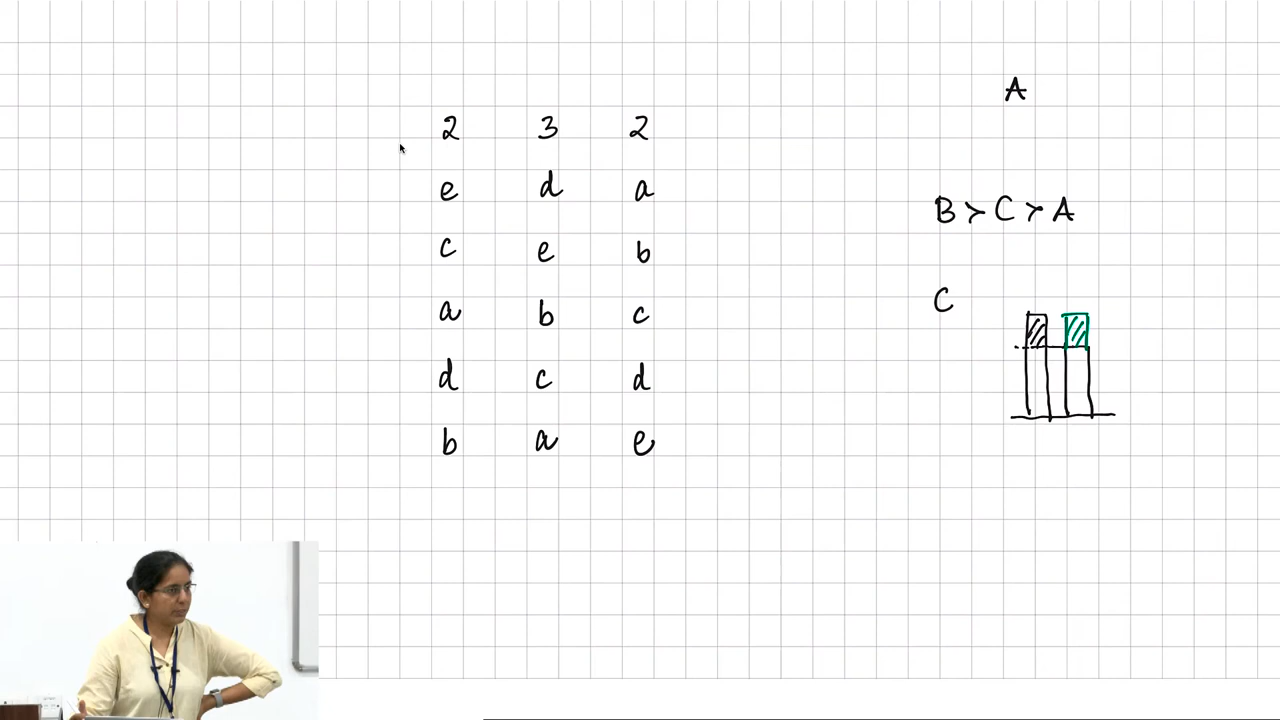 A
2 3 2
e d a
B ≻ C ≻ A
c e b
C
a b c
d c d
b a e